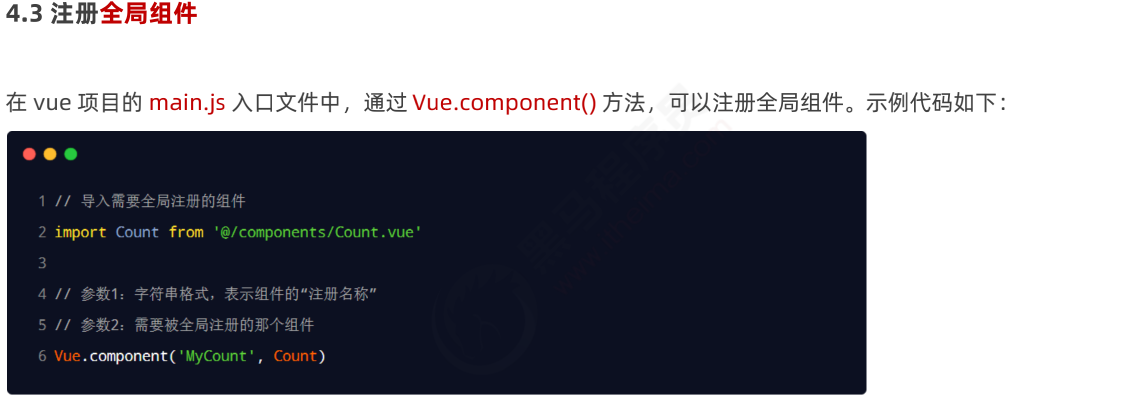 4.3 注册全局组件
在 vue 项目的 main.js 入口文件中，通过 Vue.component() 方法，可以注册全局组件。示例代码如下：
1 // 导入需要全局注册的组件
2 import Count from '@/components/Count.vue'
3
4 // 参数1：字符串格式，表示组件的“注册名称”
5 // 参数2：需要被全局注册的那个组件
6 Vue.component('MyCount', Count)
黑马程序员